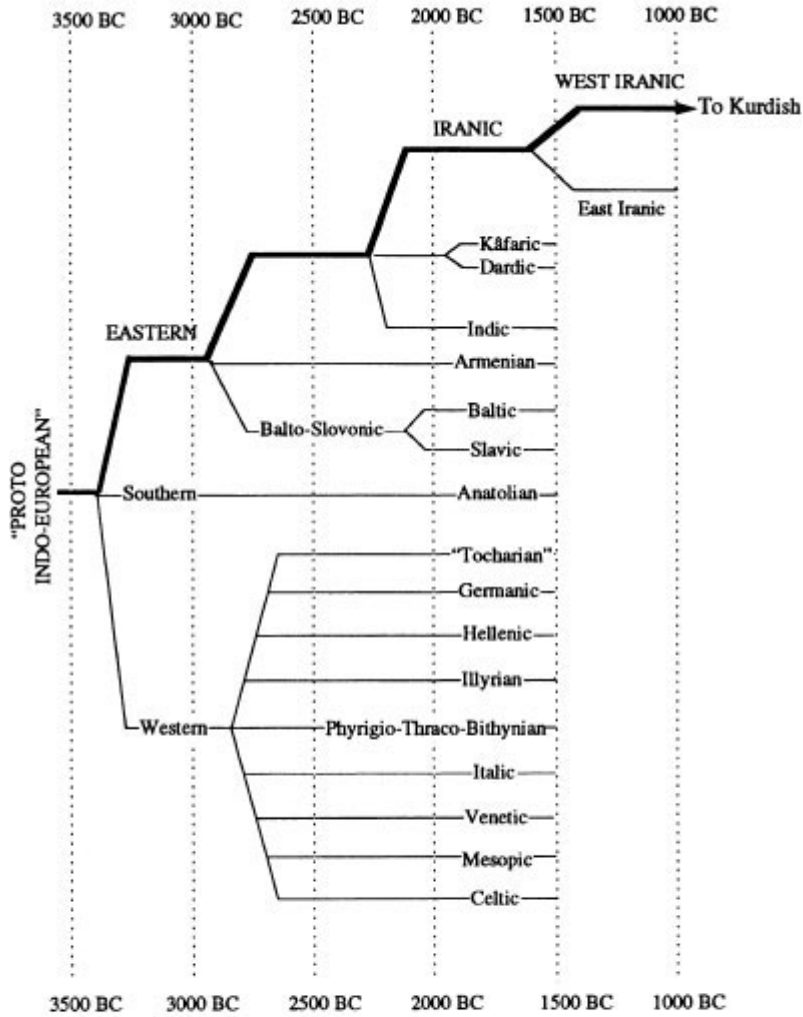 3500 BC 3000 BC 2500 BC 2000 BC 1500 BC 1000 BC
WEST IRANIC
To Kurdish
IRANIC
East Iranic
Kâfaric
Dardic
Indic
EASTERN
Armenian
Baltic
Balto-Slovonic
Slavic
"PROTO
INDO-EUROPEAN"
Southern
Anatolian
"Tocharian"
Germanic
Hellenic
Illyrian
Western
Phyrigio-Thraco-Bithynian
Italic
Venetic
Mesopic
Celtic
3500 BC 3000 BC 2500 BC 2000 BC 1500 BC 1000 BC